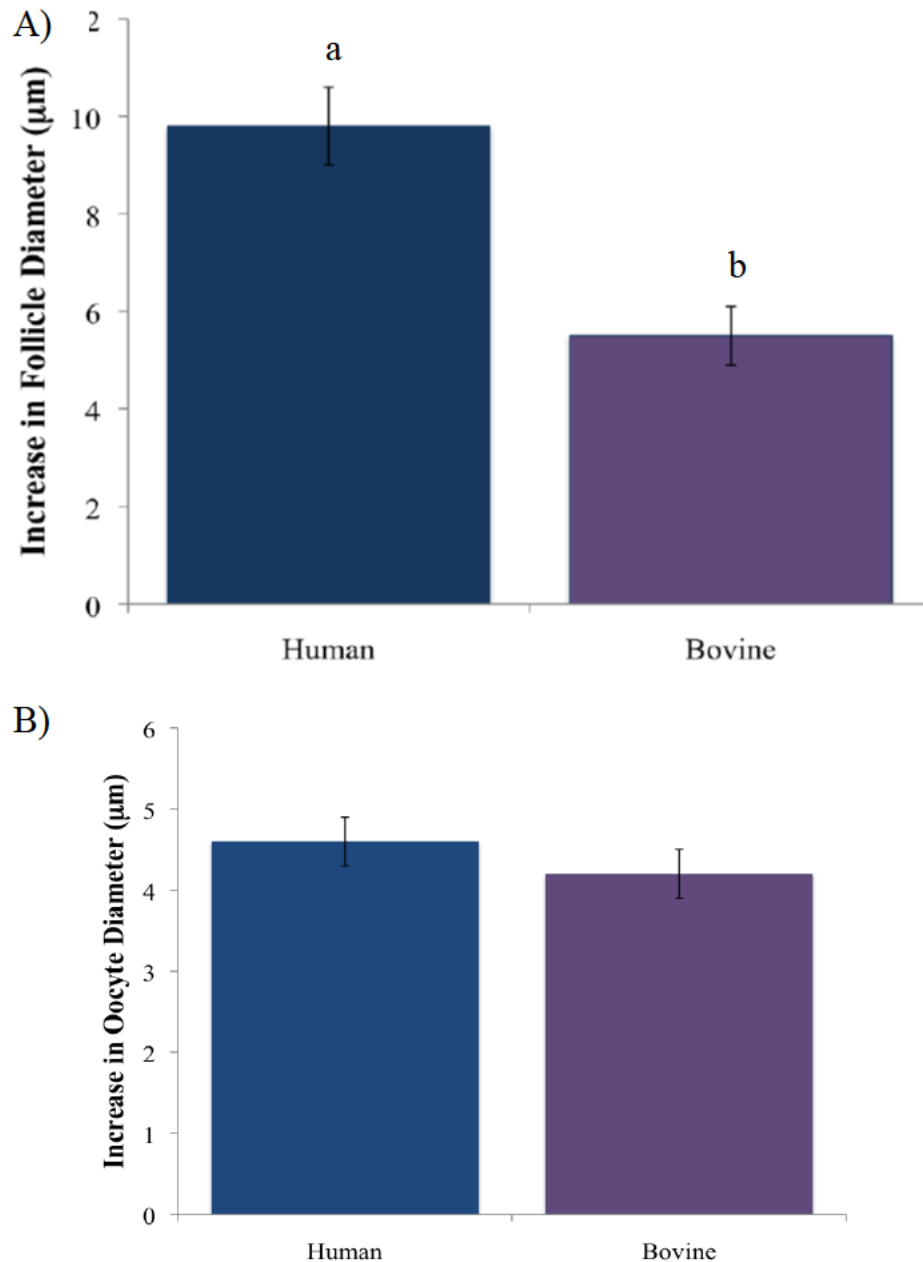 A)
Increase in Follicle Diameter (µm)
2
10
8
6
4
2
0
a
b
Human
Bovine
B)
Increase in Oocyte Diameter (µm)
6
5
4
3
2
1
0
Human
Bovine